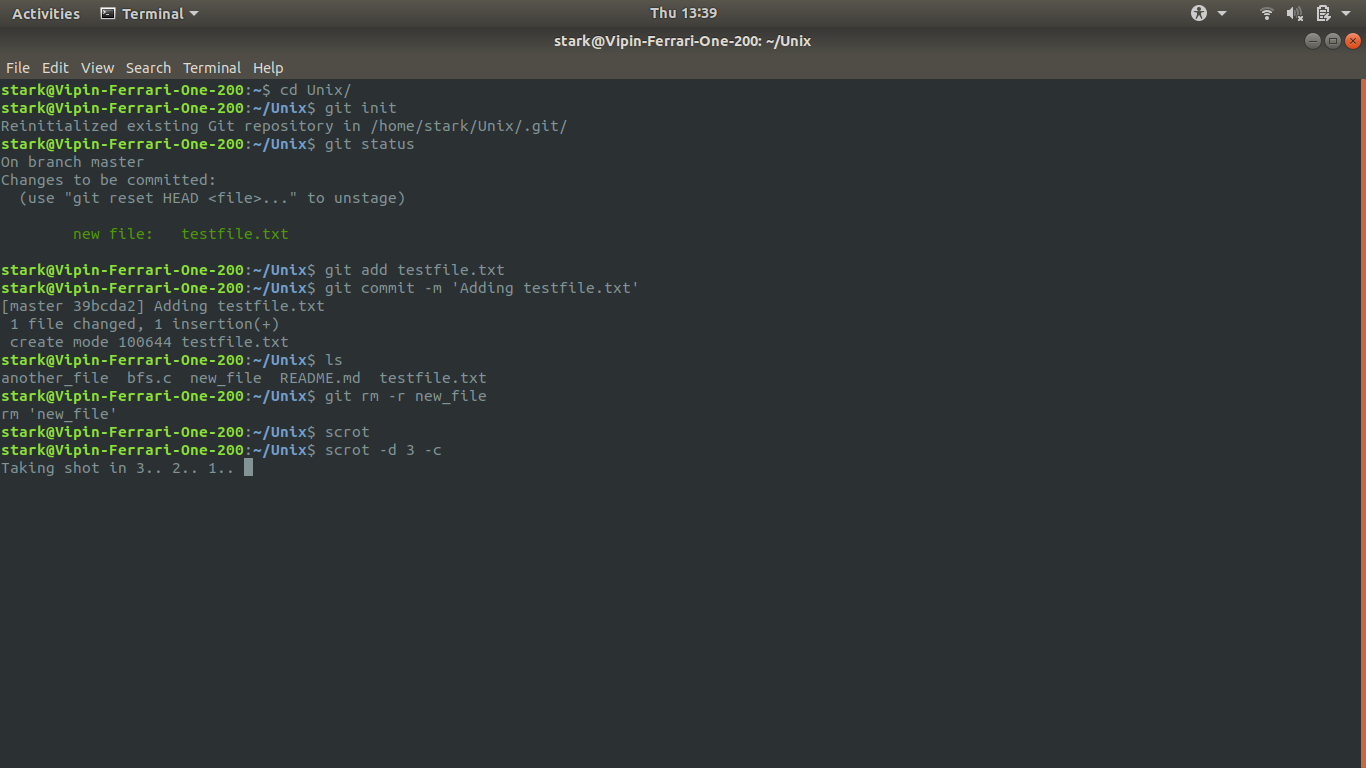 Activities Terminal Thu 13:39
stark@Vipin-Ferrari-One-200: ~/Unix
File Edit View Search Terminal Help
stark@Vipin-Ferrari-One-200:~$ cd Unix/
stark@Vipin-Ferrari-One-200:~/Unix$ git init
Reinitialized existing Git repository in /home/stark/Unix/.git/
stark@Vipin-Ferrari-One-200:~/Unix$ git status
On branch master
Changes to be committed:
  (use "git reset HEAD <file>..." to unstage)
        new file:   testfile.txt
stark@Vipin-Ferrari-One-200:~/Unix$ git add testfile.txt
stark@Vipin-Ferrari-One-200:~/Unix$ git commit -m 'Adding testfile.txt'
[master 39bcda2] Adding testfile.txt
 1 file changed, 1 insertion(+)
 create mode 100644 testfile.txt
stark@Vipin-Ferrari-One-200:~/Unix$ ls
another_file  bfs.c  new_file  README.md  testfile.txt
stark@Vipin-Ferrari-One-200:~/Unix$ git rm -r new_file
rm 'new_file'
stark@Vipin-Ferrari-One-200:~/Unix$ scrot
stark@Vipin-Ferrari-One-200:~/Unix$ scrot -d 3 -c
Taking shot in 3.. 2.. 1..